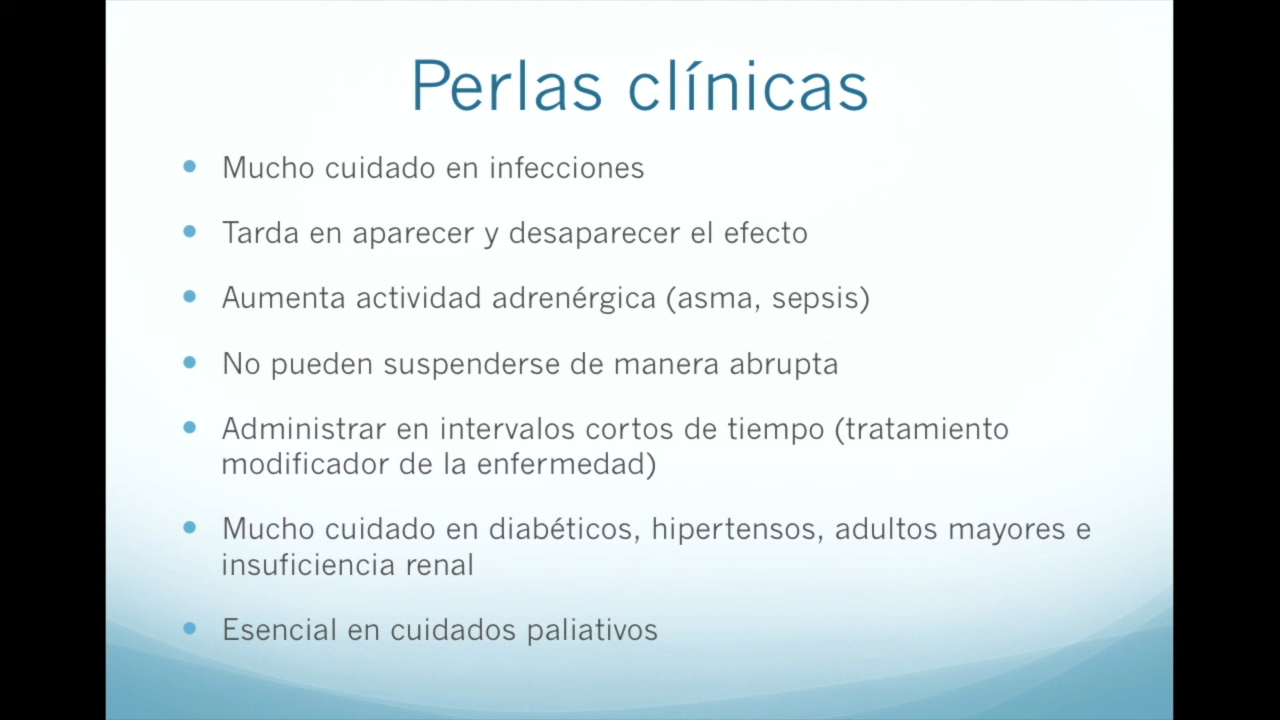 Perlas clínicas
Mucho cuidado en infecciones
Tarda en aparecer y desaparecer el efecto
Aumenta actividad adrenérgica (asma, sepsis)
No pueden suspenderse de manera abrupta
Administrar en intervalos cortos de tiempo (tratamiento
modificador de la enfermedad)
Mucho cuidado en diabéticos, hipertensos, adultos mayores e
insuficiencia renal
Esencial en cuidados paliativos